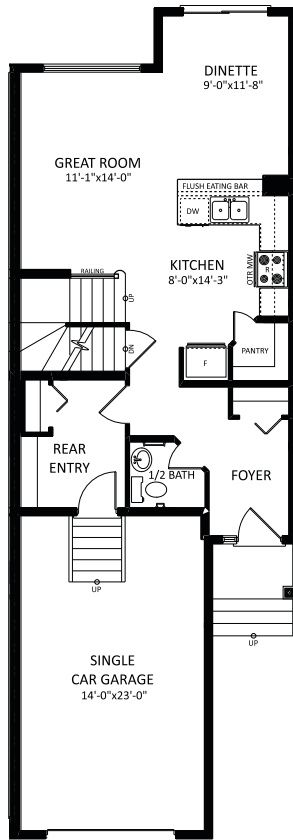 DINETTE
9'-0"x11'-8"
GREAT ROOM
11'-1"x14'-0"
FLUSH EATING BAR
DW
KITCHEN
8'-0"x14'-3"
OTR MW
R
RAILING
UP
DN
F
PANTRY
REAR
ENTRY
1/2 BATH
FOYER
UP
UP
SINGLE
CAR GARAGE
14'-0"x23'-0"